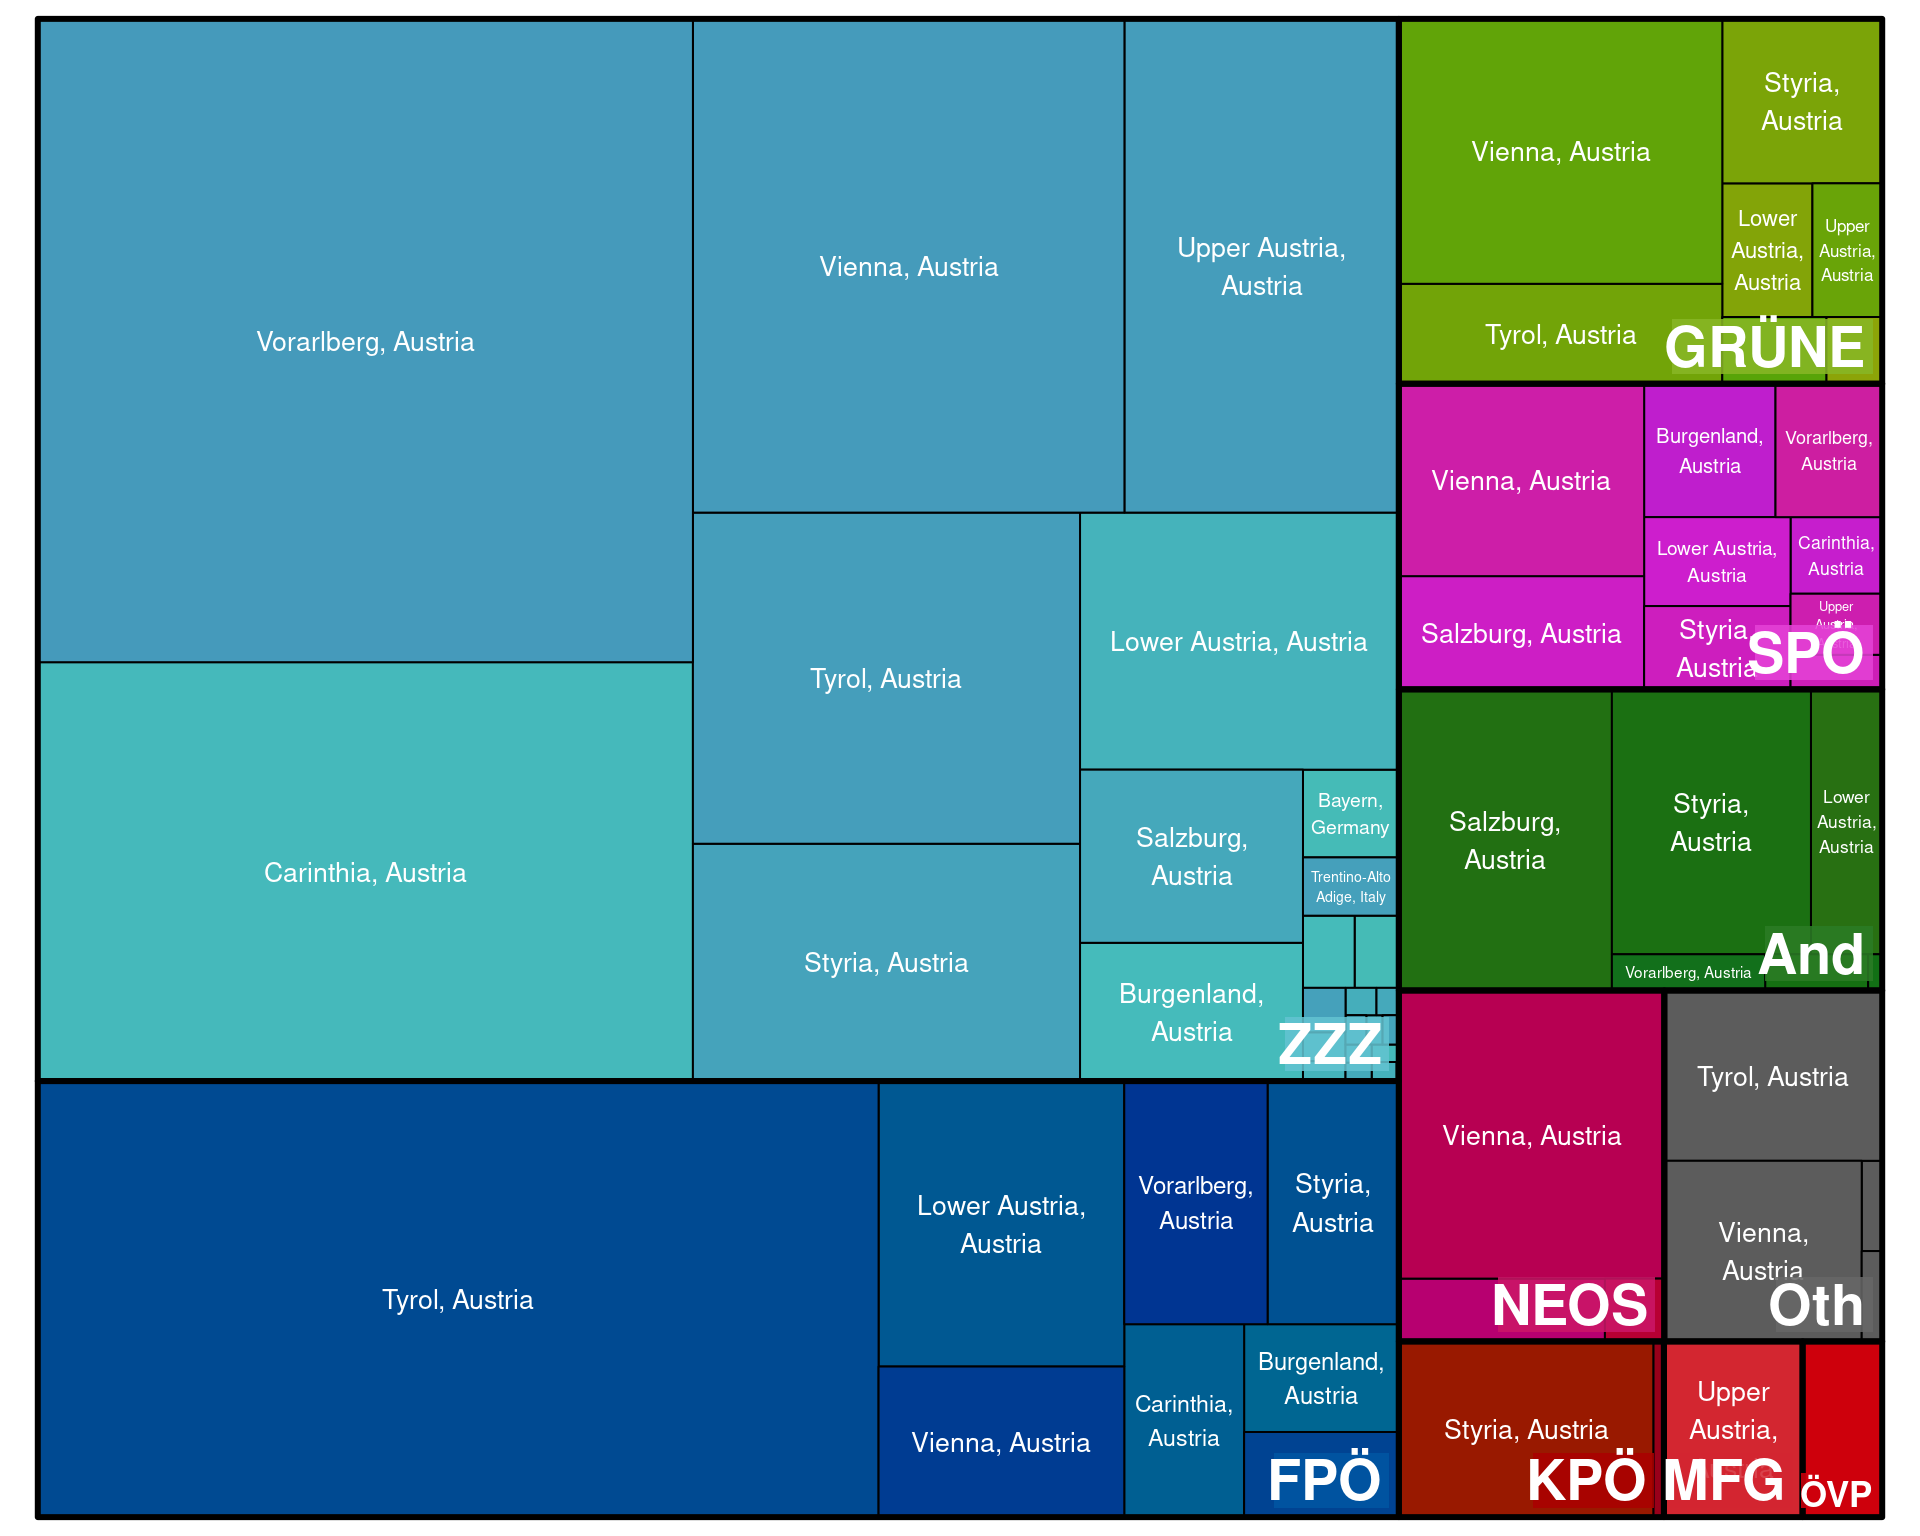 Vorarlberg, Austria
Carinthia, Austria
Vienna, Austria
Upper Austria,
Austria
Tyrol, Austria
Styria, Austria
Lower Austria, Austria
Salzburg,
Austria
Burgenland,
Austria
Bayern,
Germany
Trentino-Alto
Adige, Italy
ZZZ
Tyrol, Austria
Lower Austria,
Austria
Vienna, Austria
Vorarlberg,
Austria
Styria,
Austria
Carinthia,
Austria
Burgenland,
Austria
FPÖ
Vienna, Austria
Tyrol, Austria
Styria,
Austria
Lower
Austria,
Austria
Upper
Austria,
Austria
GRÜNE
Vienna, Austria
Salzburg, Austria
Burgenland,
Austria
Vorarlberg,
Austria
Lower Austria,
Austria
Carinthia,
Austria
Styria,
Austria
Upper
SPÖ
Salzburg,
Austria
Styria,
Austria
Lower
Austria,
Austria
Vorarlberg, Austria
And
Vienna, Austria
NEOS
Tyrol, Austria
Vienna,
Austria
Oth
Styria, Austria
KPÖ
Upper
Austria,
MFG
ÖVP